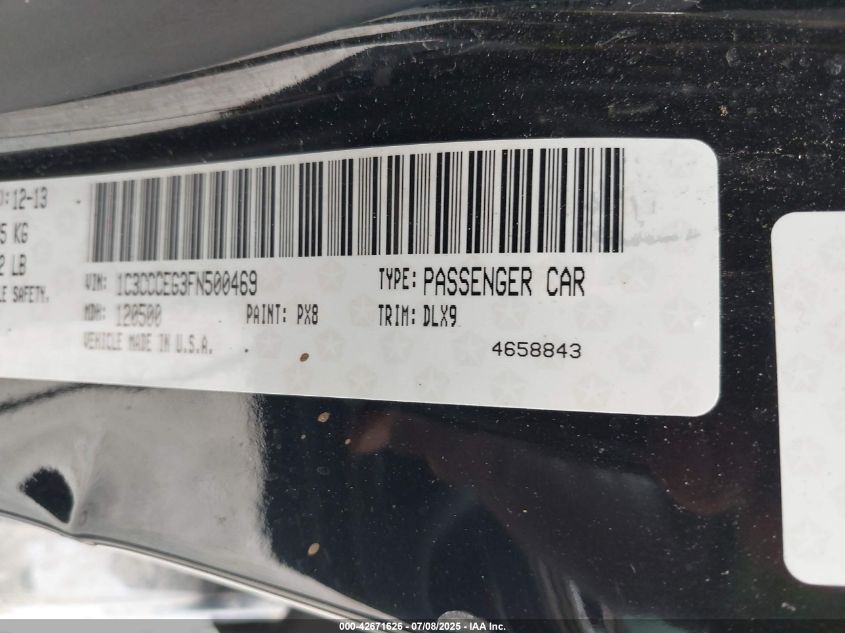 :12-13
5 KG
2 LB
LE SAFETY.
VIN: 1C3CCCEG3FN500469
TYPE: PASSENGER CAR
MDH: 120500
PAINT: PX8
TRIM: DLX9
VEHICLE MADE IN U.S.A.
4658843
000-42671626 - 07/08/2025 - IAA Inc.